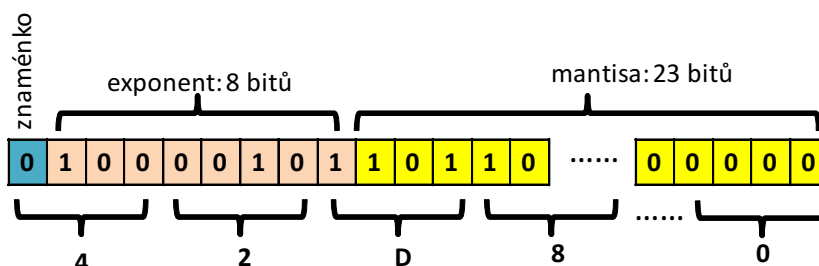 znaménko
exponent: 8 bitů
mantisa: 23 bitů
0 1 0 0 0 0 1 0 1 1 0 1 1 0 ...... 0 0 0 0 0
......
4 2 D 8 0